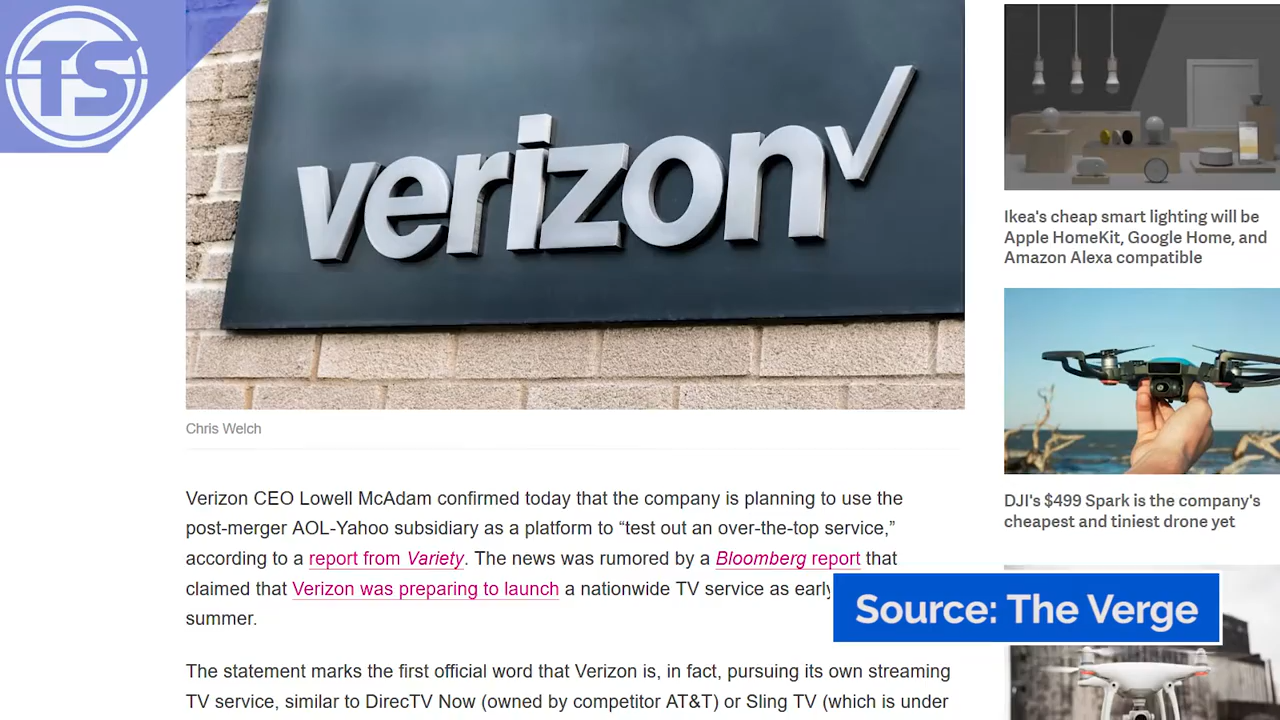 TS
verizon
Chris Welch
Verizon CEO Lowell McAdam confirmed today that the company is planning to use the
post-merger AOL-Yahoo subsidiary as a platform to “test out an over-the-top service,”
according to a report from Variety. The news was rumored by a Bloomberg report that
claimed that Verizon was preparing to launch a nationwide TV service as early
summer.
The statement marks the first official word that Verizon is, in fact, pursuing its own streaming
TV service, similar to DirecTV Now (owned by competitor AT&T) or Sling TV (which is under
Ikea's cheap smart lighting will be
Apple HomeKit, Google Home, and
Amazon Alexa compatible
DJI's $499 Spark is the company's
cheapest and tiniest drone yet
Source: The Verge